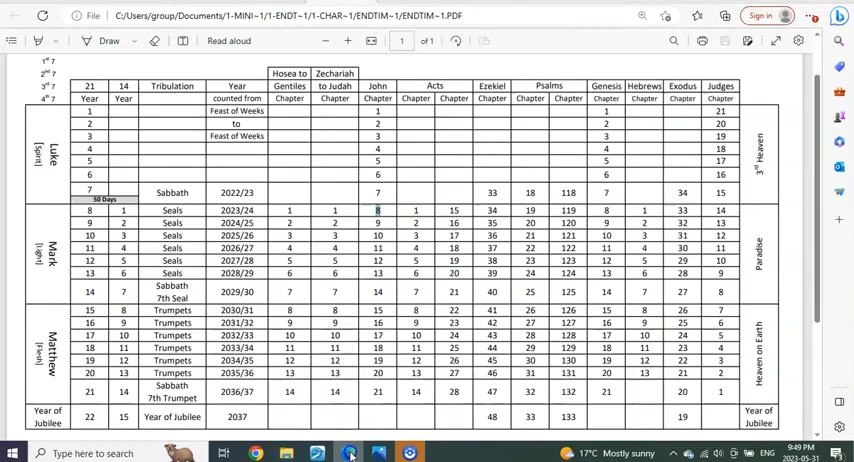 File C:/Users/group/Documents/1-MINI~1/1-ENDT~1/1-CHAR~1/ENDTIM~1/ENDTIM~1.PDF
Sign in
Draw Read aloud 1 of 1
1st 7
2nd 7 Hosea to Zechariah
3rd 7 21 14 Tribulation Year Gentiles to Judah John Acts Ezekiel Psalms Genesis Hebrews Exodus Judges
4th 7 Year Year counted from Chapter Chapter Chapter Chapter Chapter Chapter Chapter Chapter Chapter Chapter Chapter Chapter
Luke [Spirit]
1 Feast of Weeks 1 1 21
2 to 2 2 20
3 Feast of Weeks 3 3 19
4 4 4 18
5 5 5 17
6 6 6 16
7 Sabbath 2022/23 7 33 18 118 7 34 15
50 Days
3rd Heaven
Mark [Light]
8 1 Seals 2023/24 1 1 8 1 15 34 19 119 8 1 33 14
9 2 Seals 2024/25 2 2 9 2 16 35 20 120 9 2 32 13
10 3 Seals 2025/26 3 3 10 3 17 36 21 121 10 3 31 12
11 4 Seals 2026/27 4 4 11 4 18 37 22 122 11 4 30 11
12 5 Seals 2027/28 5 5 12 5 19 38 23 123 12 5 29 10
13 6 Seals 2028/29 6 6 13 6 20 39 24 124 13 6 28 9
14 7 Sabbath 2029/30 7 7 14 7 21 40 25 125 14 7 27 8
7th Seal
Paradise
Matthew [Flesh]
15 8 Trumpets 2030/31 8 8 15 8 22 41 26 126 15 8 26 7
16 9 Trumpets 2031/32 9 9 16 9 23 42 27 127 16 9 25 6
17 10 Trumpets 2032/33 10 10 17 10 24 43 28 128 17 10 24 5
18 11 Trumpets 2033/34 11 11 18 11 25 44 29 129 18 11 23 4
19 12 Trumpets 2034/35 12 12 19 12 26 45 30 130 19 12 22 3
20 13 Trumpets 2035/36 13 13 20 13 27 46 31 131 20 13 21 2
21 14 Sabbath 2036/37 14 14 21 14 28 47 32 132 21 20 1
7th Trumpet
Heaven on Earth
Year of Jubilee 22 15 Year of Jubilee 2037 48 33 133 19 Year of Jubilee
Type here to search 17°C Mostly sunny ENG 9:49 PM
2023-05-31
3